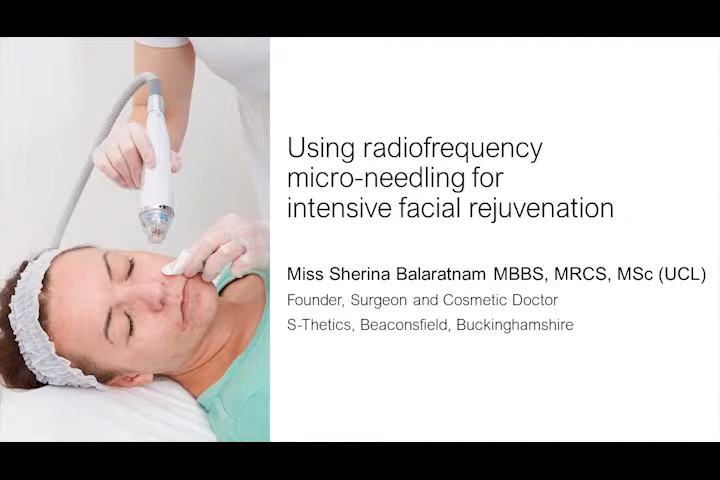 Using radiofrequency
micro-needling for
intensive facial rejuvenation
Miss Sherina Balaratnam MBBS, MRCS, MSc (UCL)
Founder, Surgeon and Cosmetic Doctor
S-Thetics, Beaconsfield, Buckinghamshire